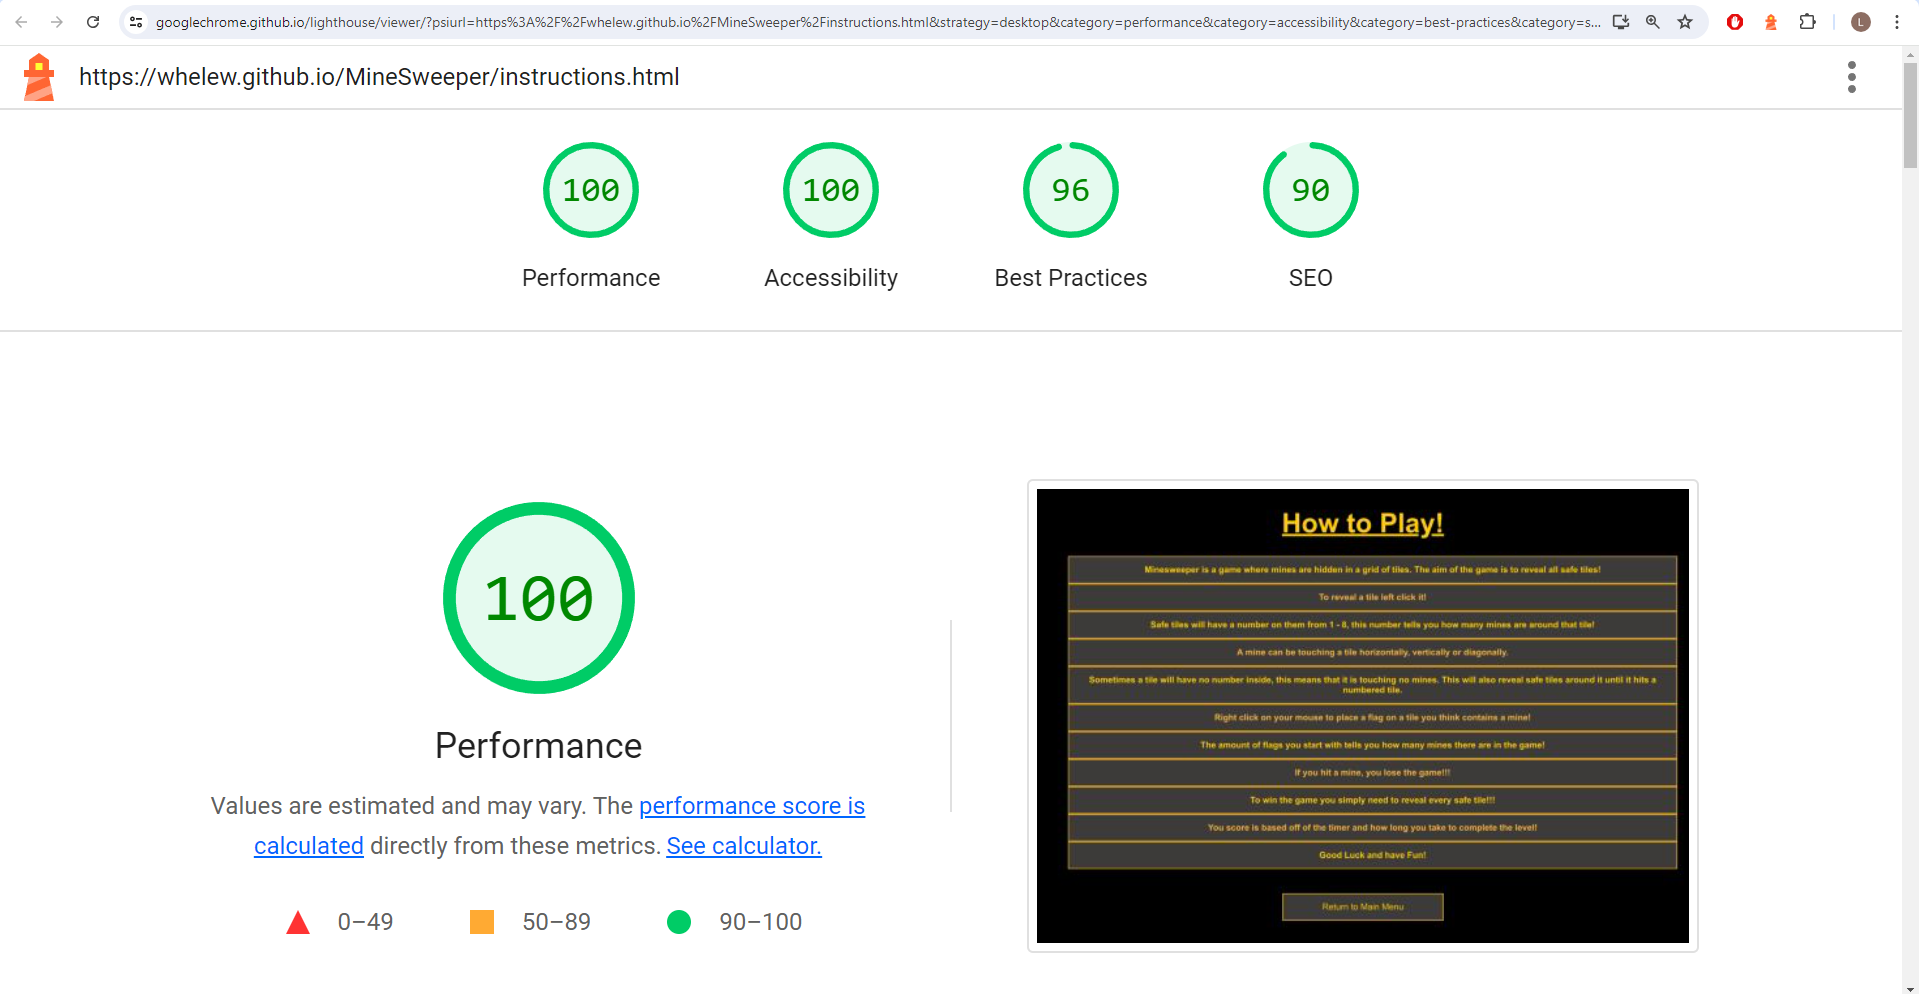 googlechrome.github.io/lighthouse/viewer/?psiurl=https%3A%2F%2Fwhelew.github.io%2FMineSweeper%2Finstructions.html&strategy=desktop&category=performance&category=accessibility&category=best-practices&category=s...
L
https://whelew.github.io/MineSweeper/instructions.html
100 100 96 90
Performance Accessibility Best Practices SEO
100
Performance
Values are estimated and may vary. The performance score is
calculated directly from these metrics. See calculator.
0–49 50–89 90–100
How to Play!
Minesweeper is a game where mines are hidden in a grid of tiles. The aim of the game is to reveal all safe tiles!
To reveal a tile left click it!
Safe tiles will have a number on them from 1 - 8, this number tells you how many mines are around that tile!
A mine can be touching a tile horizontally, vertically or diagonally.
Sometimes a tile will have no number inside, this means that it is touching no mines. This will also reveal safe tiles around it until it hits a
numbered tile.
Right click on your mouse to place a flag on a tile you think contains a mine!
The amount of flags you start with tells you how many mines there are in the game!
If you hit a mine, you lose the game!!!
To win the game you simply need to reveal every safe tile!!!
You score is based off of the timer and how long you take to complete the level!
Good Luck and have Fun!
Return to Main Menu